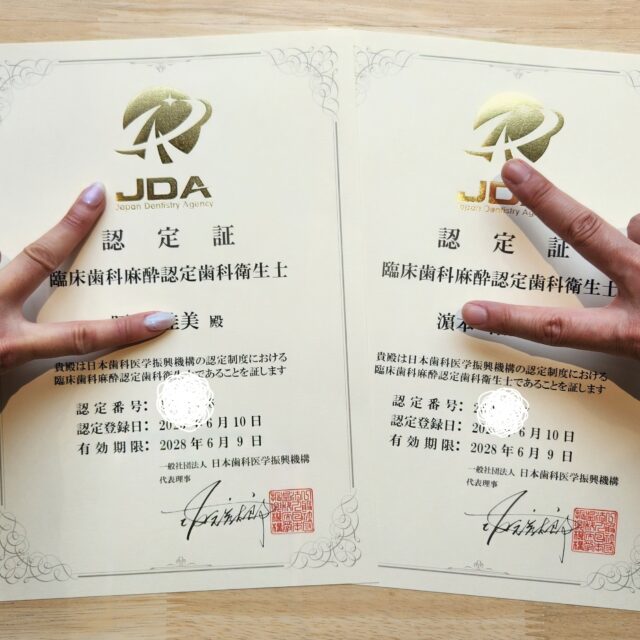 JDA
Japan Dentistry Agency
認定証
臨床歯科麻酔認定歯科衛生士
佳美 殿
貴殿は日本歯科医学振興機構の認定制度における
臨床歯科麻酔認定歯科衛生士であることを証します
認定番号：
認定登録日： 年6月10日
有効期限： 2028年6月9日
一般社団法人 日本歯科医学振興機構
代表理事
JDA
Japan Dentistry Agency
認定証
臨床歯科麻酔認定歯科衛生士
濵本
貴殿は日本歯科医学振興機構の認定制度における
臨床歯科麻酔認定歯科衛生士であることを証します
認定番号：
認定登録日： 年6月10日
有効期限： 2028年6月9日
一般社団法人 日本歯科医学振興機構
代表理事